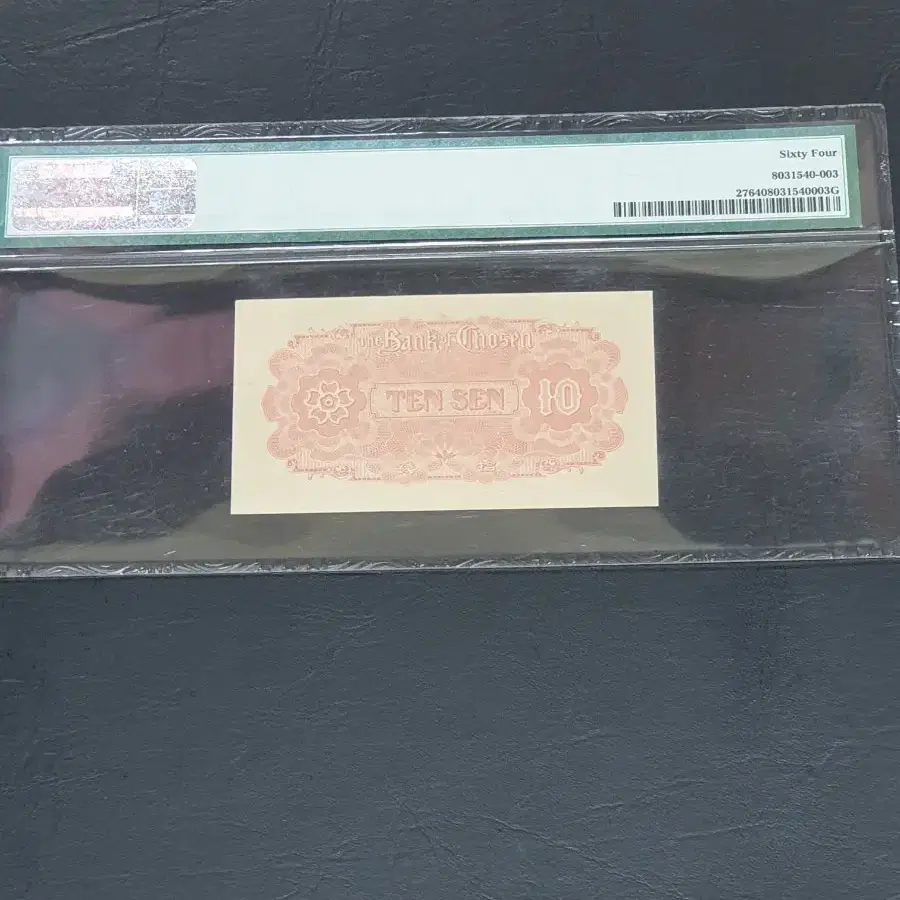 Sixty Four
8031540-003
276408031540003G
The Bank of Chosen
TEN SEN
10